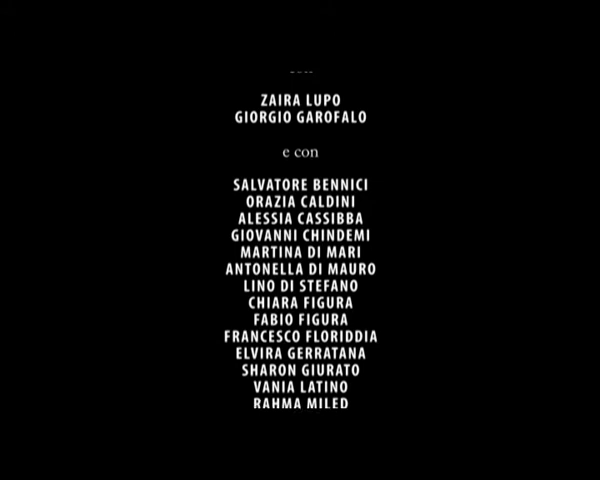 ZAIRA LUPO
GIORGIO GAROFALO
e con
SALVATORE BENNICI
ORAZIA CALDINI
ALESSIA CASSIBBA
GIOVANNI CHINDEMI
MARTINA DI MARI
ANTONELLA DI MAURO
LINO DI STEFANO
CHIARA FIGURA
FABIO FIGURA
FRANCESCO FLORIDDIA
ELVIRA GERRATANA
SHARON GIURATO
VANIA LATINO
RAHMA MILED